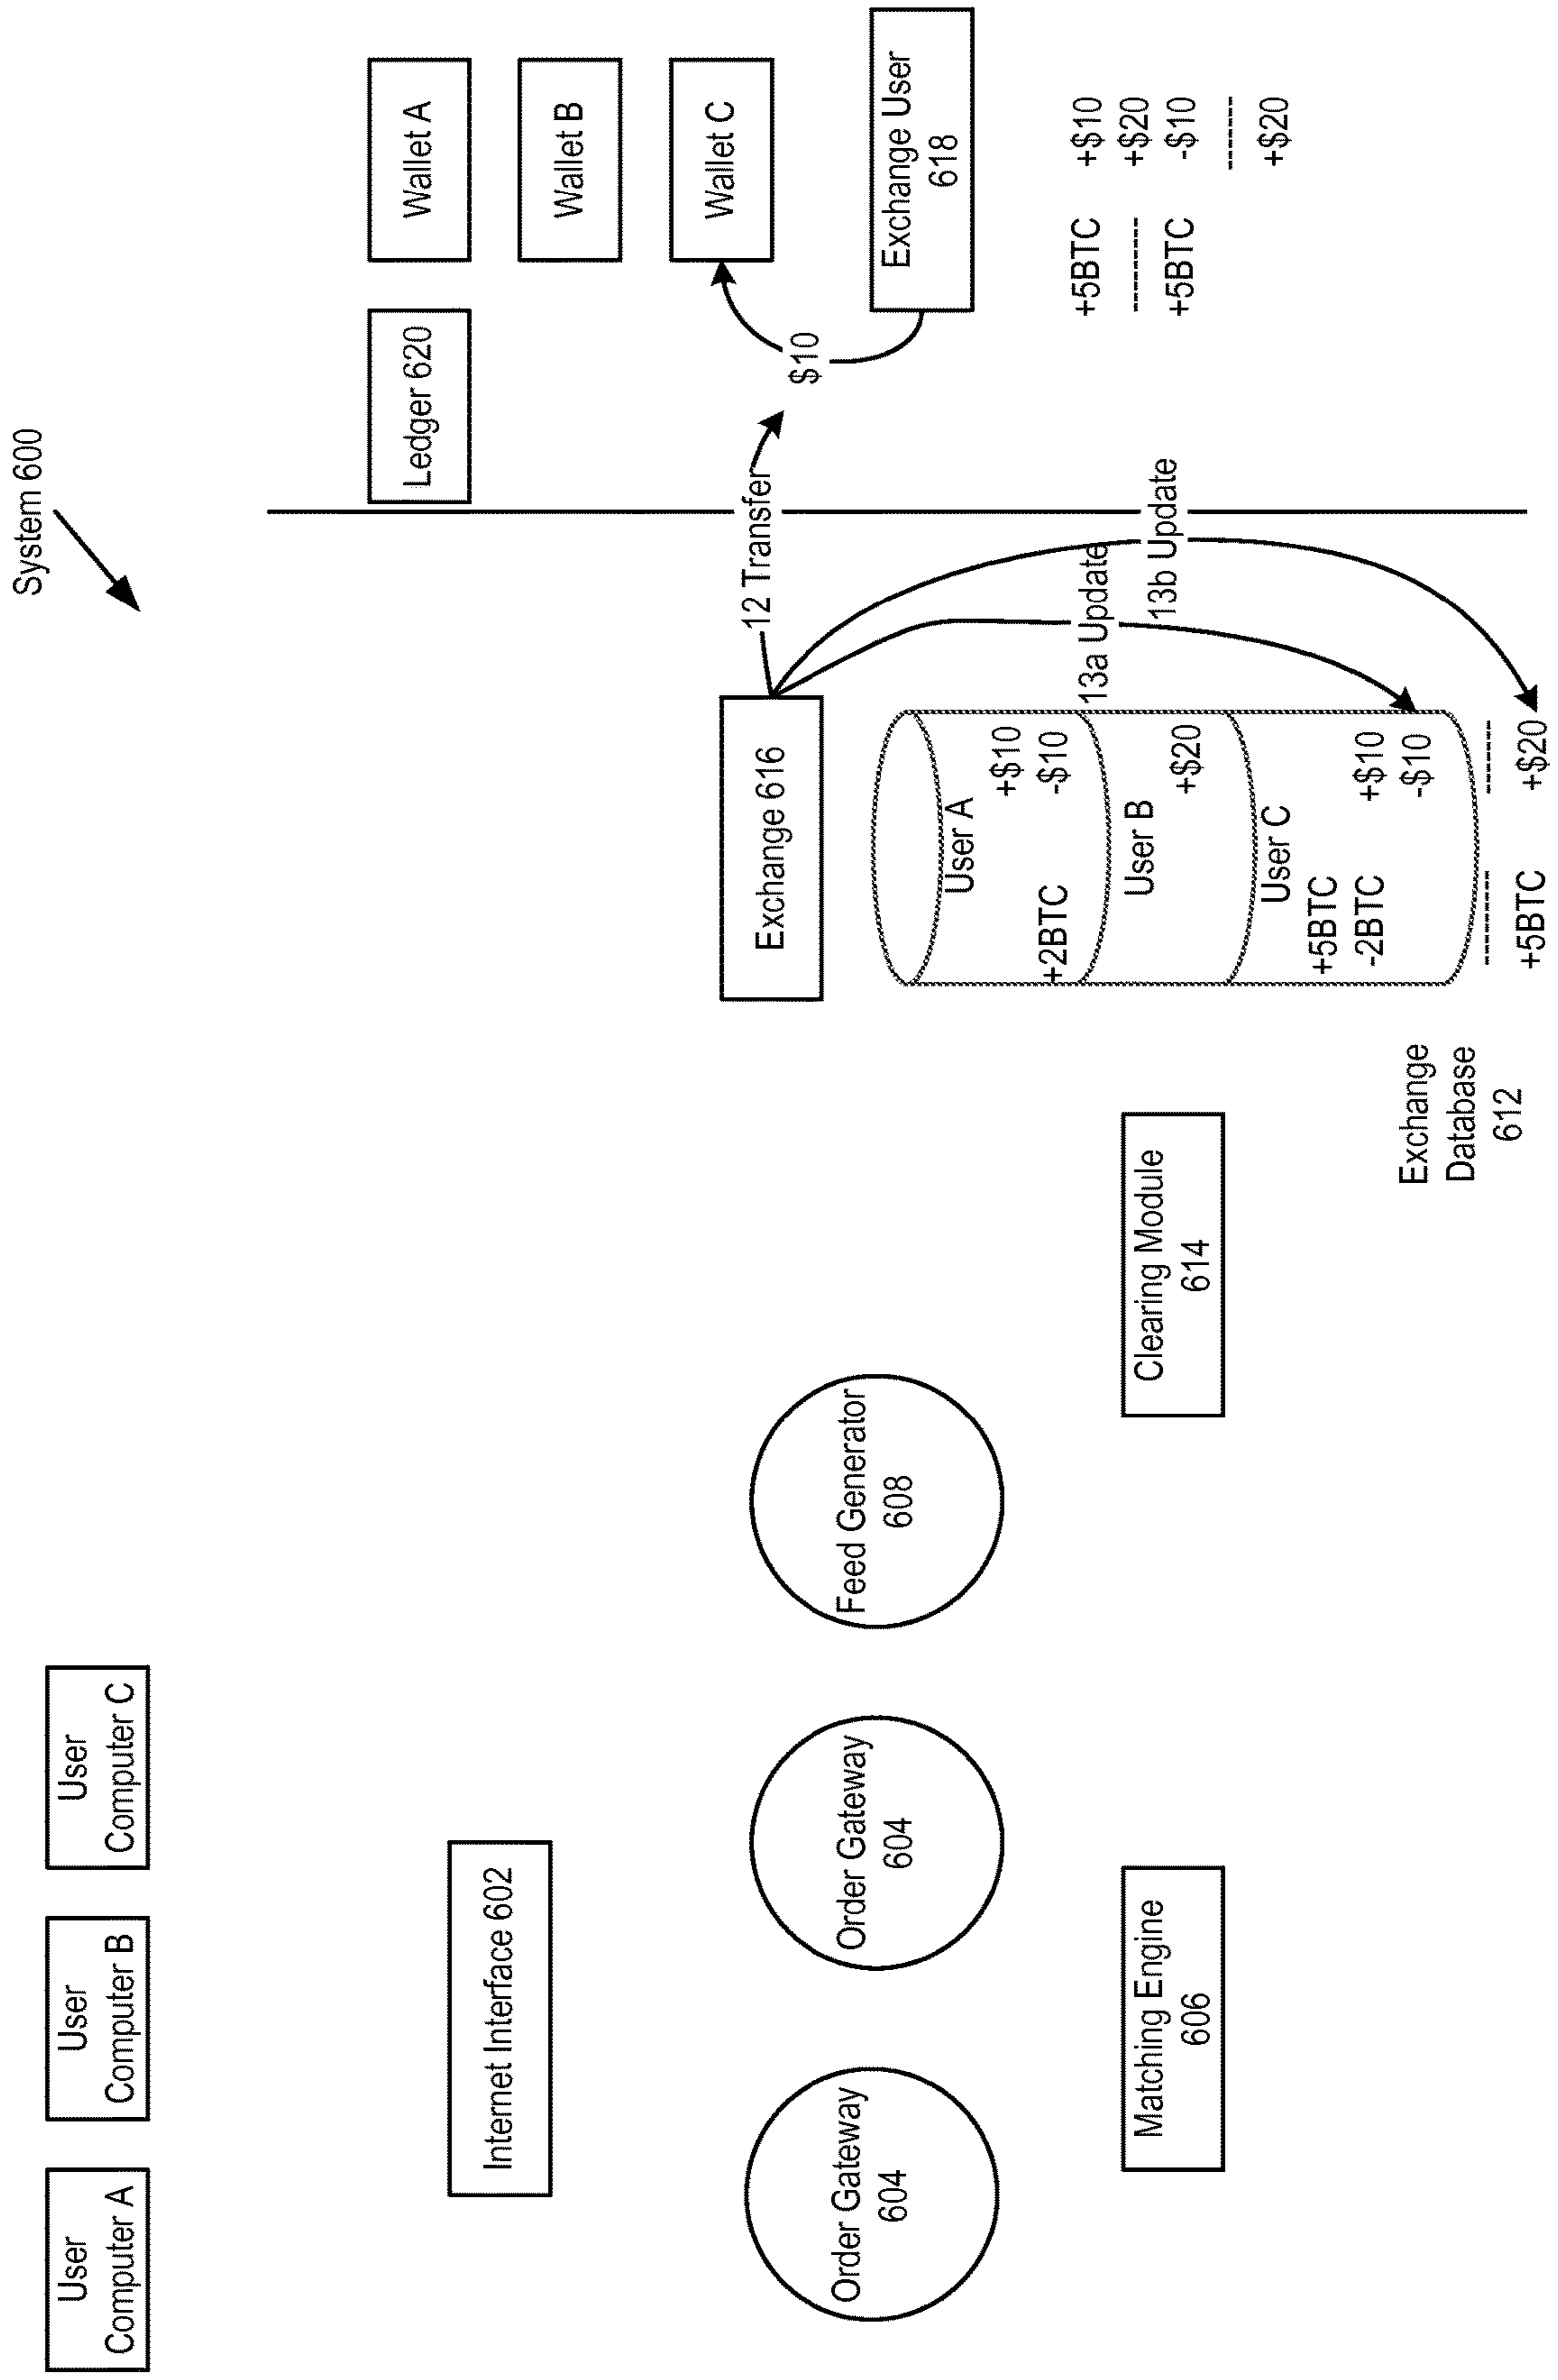 System 600
User
Computer A
User
Computer B
User
Computer C
Internet Interface 602
Order Gateway
604
Order Gateway
604
Feed Generator
608
Matching Engine
606
Clearing Module
614
Exchange 616
12 Transfer
13a Update
13b Update
User A
+$10
+2BTC
-$10
User B
+$20
User C
+5BTC
-2BTC
+$10
-$10
--------
------
+5BTC
+$20
Exchange
Database
612
Ledger 620
Wallet A
Wallet B
Wallet C
$10
Exchange User
618
+5BTC
+$10
+$20
--------
+5BTC
-$10
------
+$20